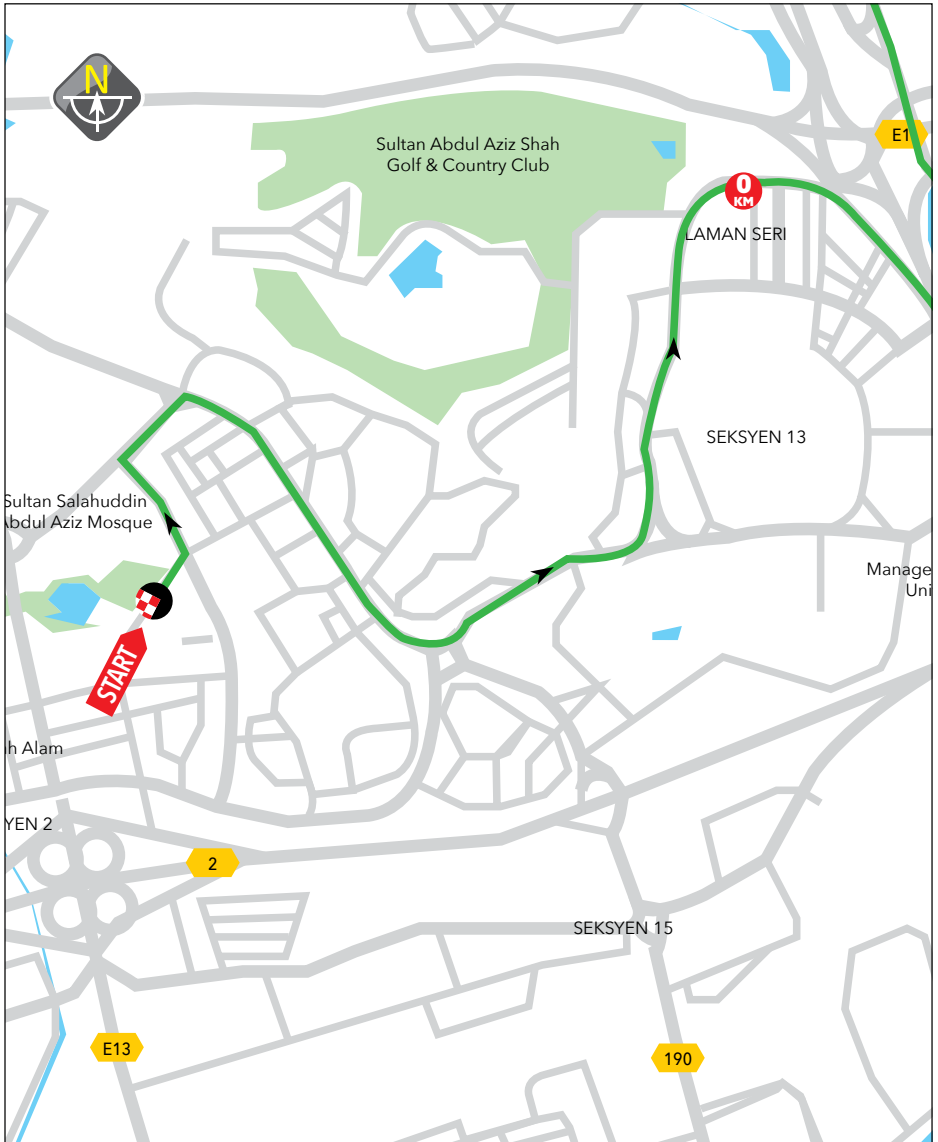 N
E1
Sultan Abdul Aziz Shah
Golf & Country Club
0
KM
LAMAN SERI
SEKSYEN 13
Sultan Salahuddin
Abdul Aziz Mosque
Manage
Uni
START
h Alam
YEN 2
2
SEKSYEN 15
E13
190